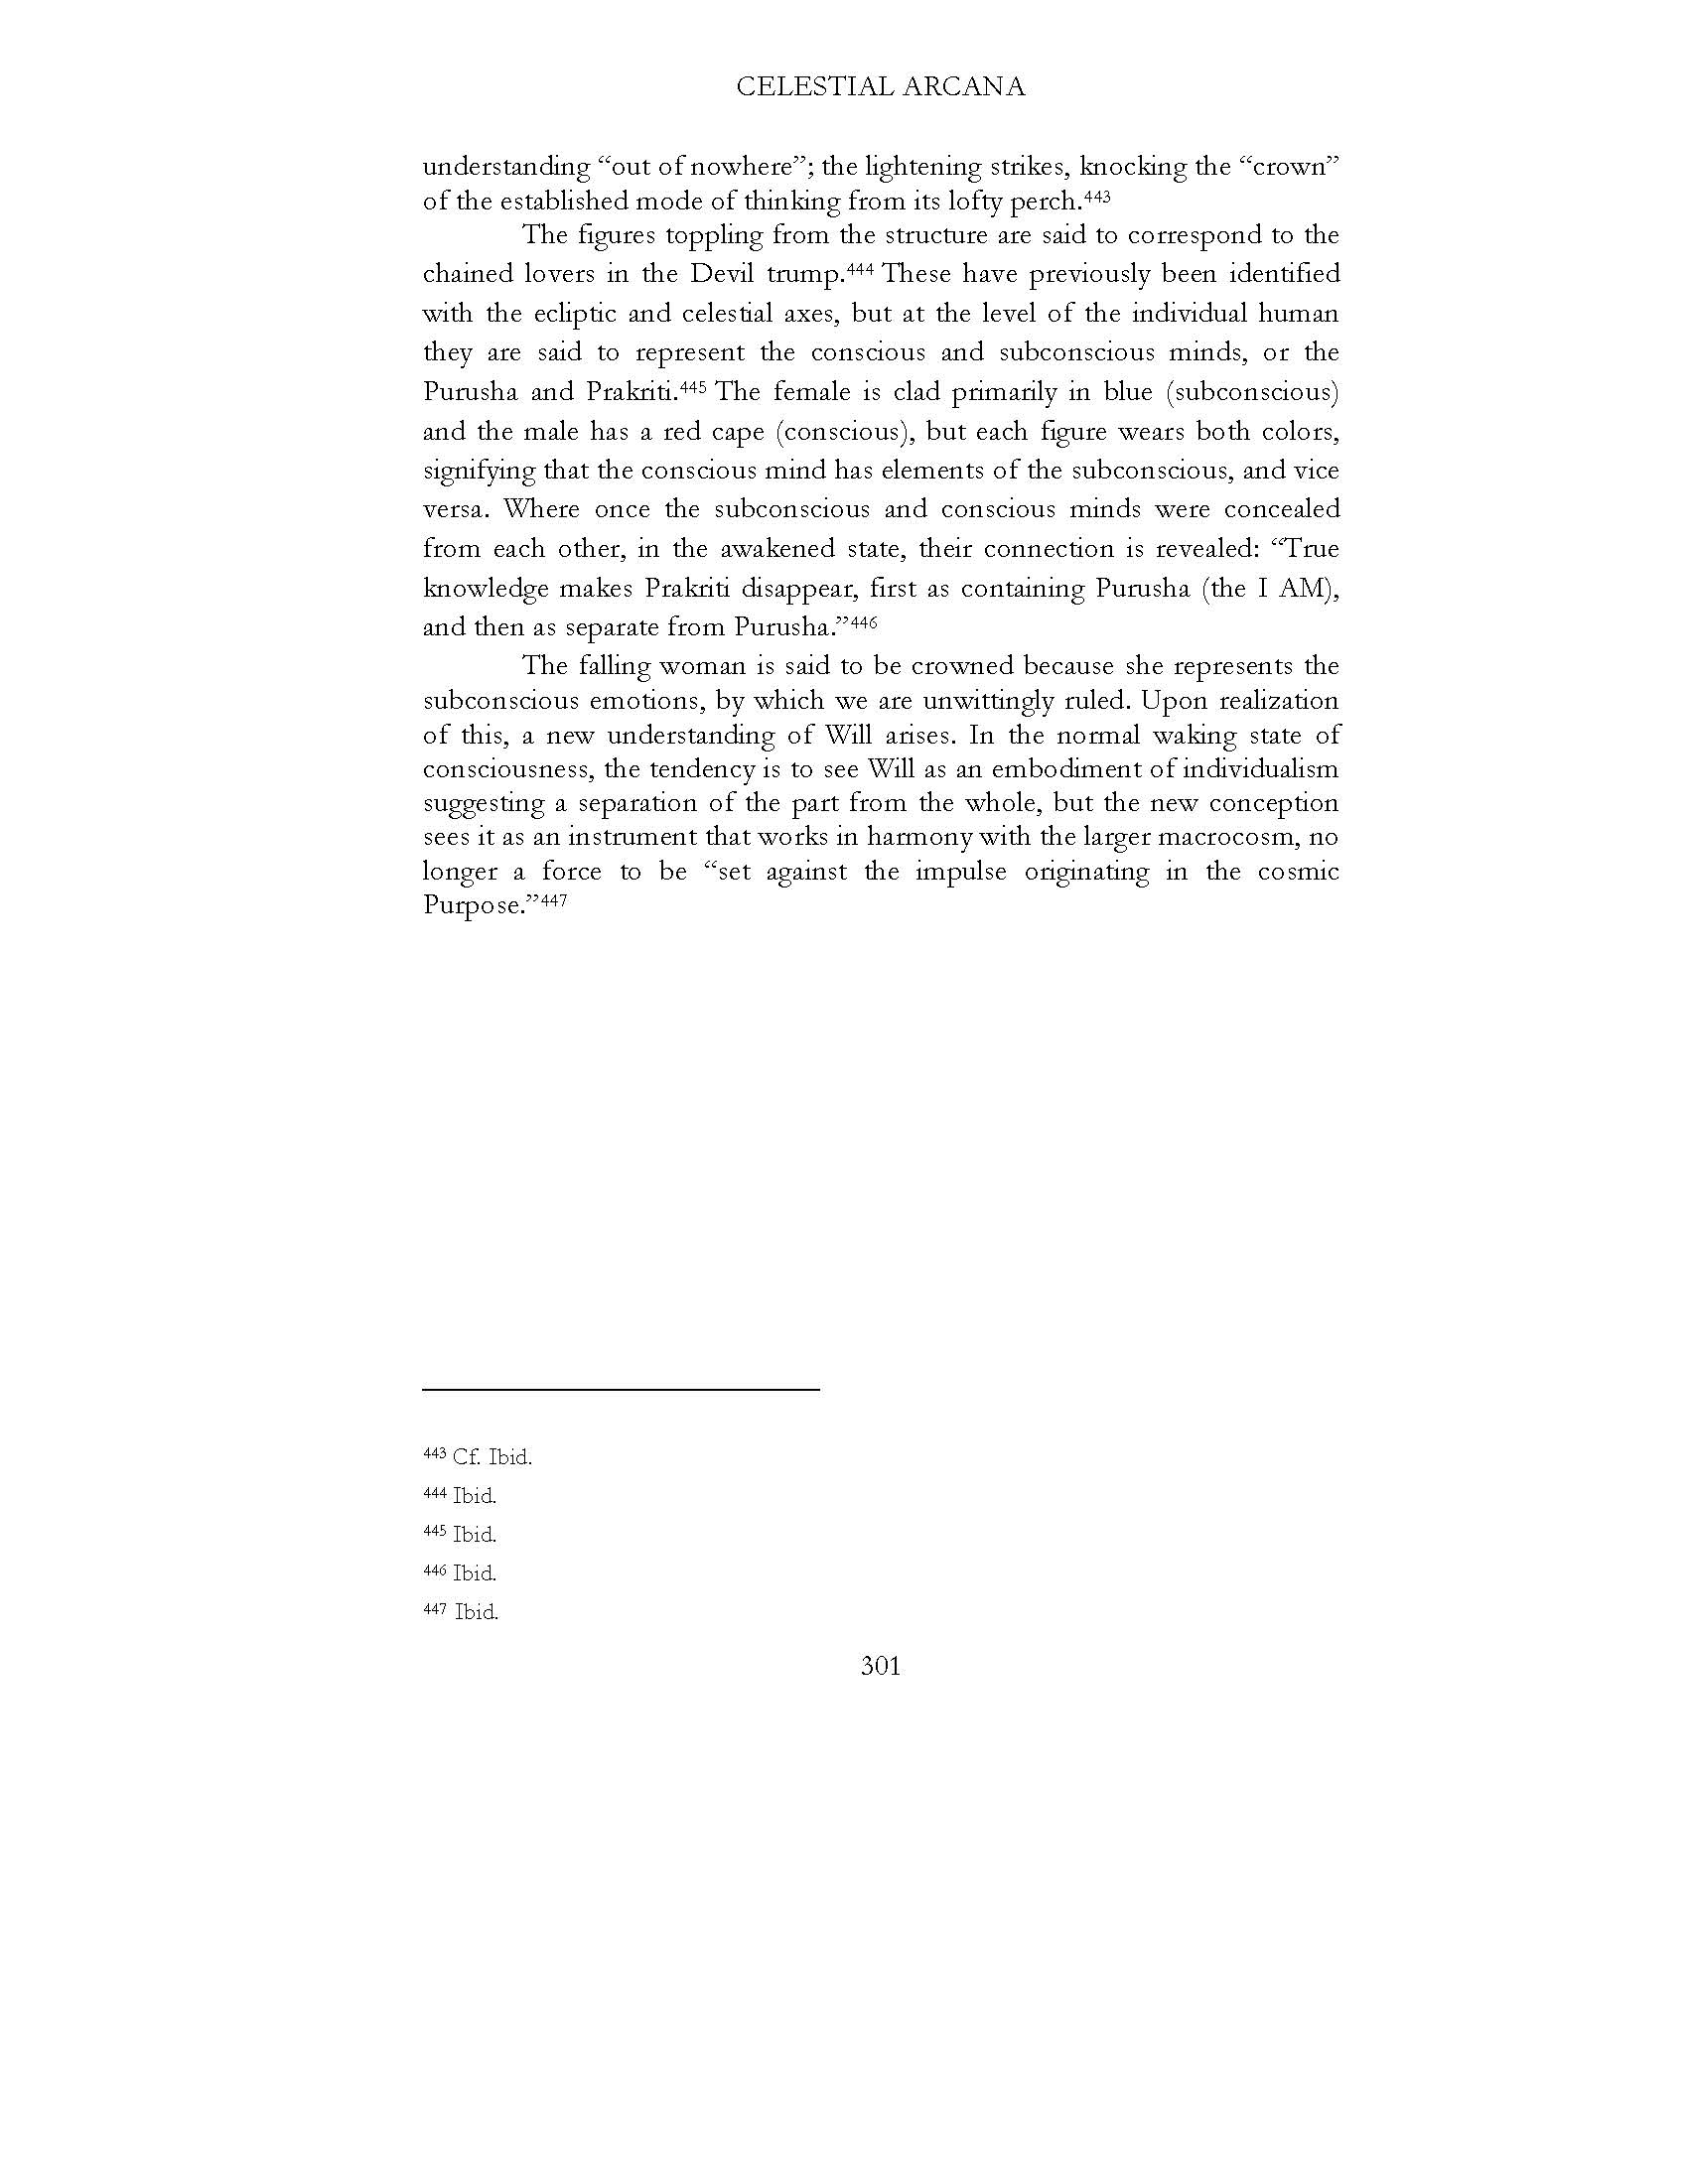 CELESTIAL ARCANA
understanding “out of nowhere”; the lightening strikes, knocking the “crown”
of the established mode of thinking from its lofty perch.⁴⁴³
The figures toppling from the structure are said to correspond to the
chained lovers in the Devil trump.⁴⁴⁴ These have previously been identified
with the ecliptic and celestial axes, but at the level of the individual human
they are said to represent the conscious and subconscious minds, or the
Purusha and Prakriti.⁴⁴⁵ The female is clad primarily in blue (subconscious)
and the male has a red cape (conscious), but each figure wears both colors,
signifying that the conscious mind has elements of the subconscious, and vice
versa. Where once the subconscious and conscious minds were concealed
from each other, in the awakened state, their connection is revealed: “True
knowledge makes Prakriti disappear, first as containing Purusha (the I AM),
and then as separate from Purusha.”⁴⁴⁶
The falling woman is said to be crowned because she represents the
subconscious emotions, by which we are unwittingly ruled. Upon realization
of this, a new understanding of Will arises. In the normal waking state of
consciousness, the tendency is to see Will as an embodiment of individualism
suggesting a separation of the part from the whole, but the new conception
sees it as an instrument that works in harmony with the larger macrocosm, no
longer a force to be “set against the impulse originating in the cosmic
Purpose.”⁴⁴⁷
⁴⁴³ Cf. Ibid.
⁴⁴⁴ Ibid.
⁴⁴⁵ Ibid.
⁴⁴⁶ Ibid.
⁴⁴⁷ Ibid.
301